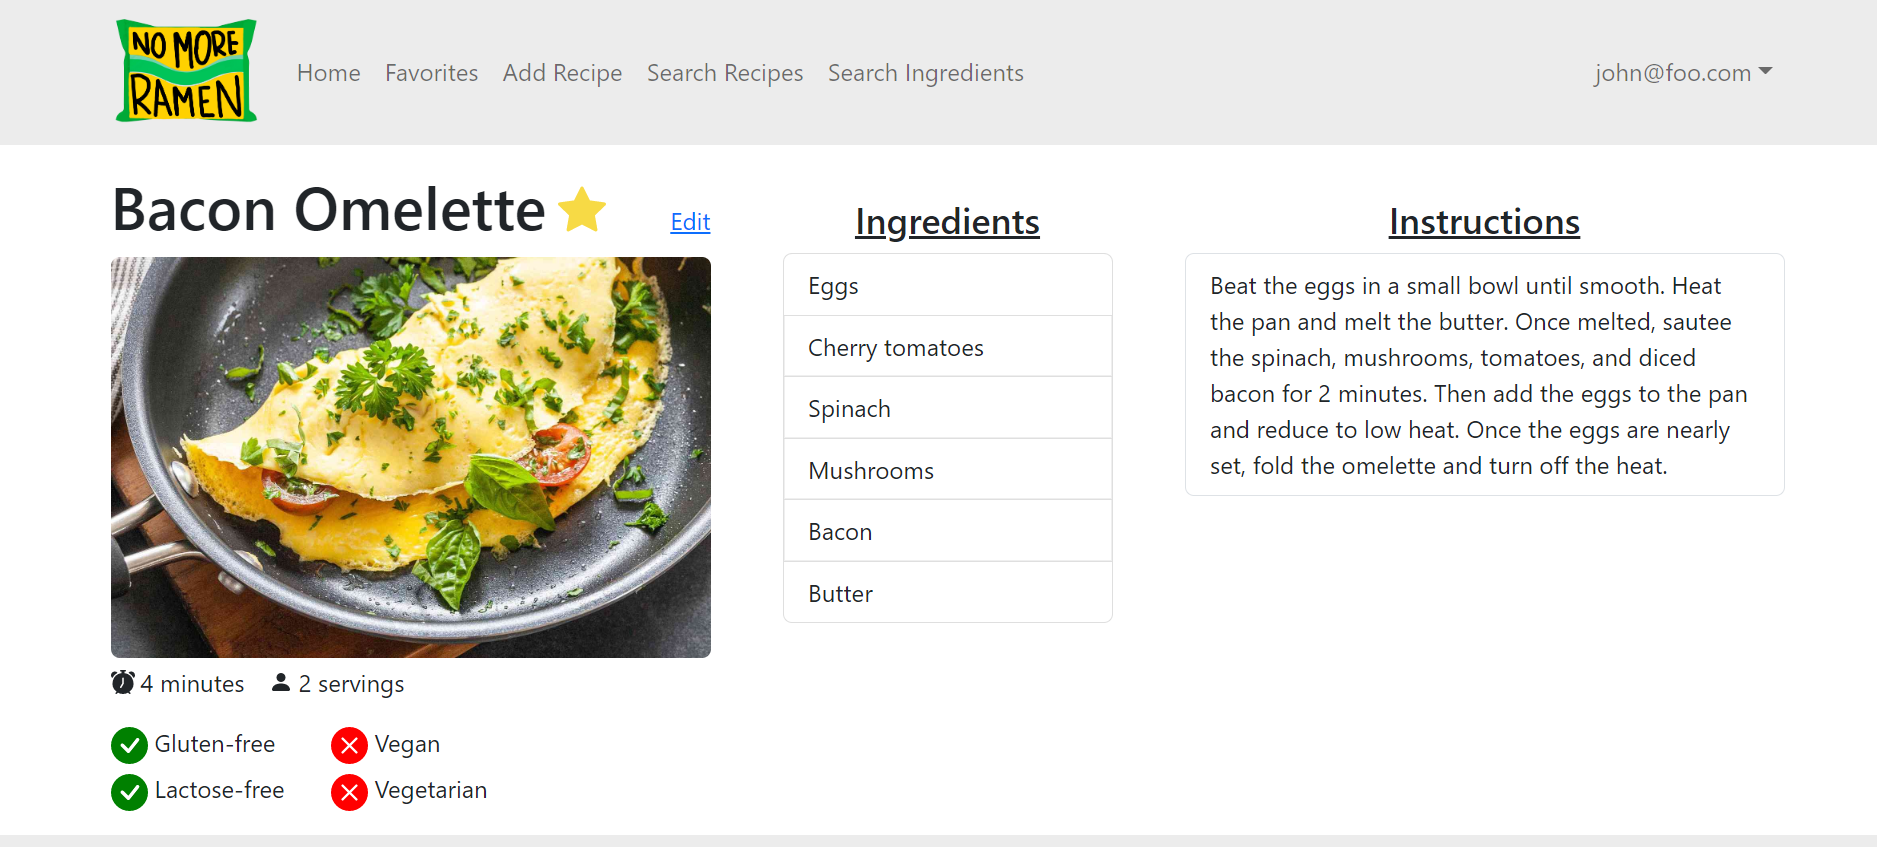 NO MORE
RAMEN
Home Favorites Add Recipe Search Recipes Search Ingredients john@foo.com
Bacon Omelette Edit
4 minutes 2 servings
Gluten-free Vegan
Lactose-free Vegetarian
Ingredients
Eggs
Cherry tomatoes
Spinach
Mushrooms
Bacon
Butter
Instructions
Beat the eggs in a small bowl until smooth. Heat
the pan and melt the butter. Once melted, sautee
the spinach, mushrooms, tomatoes, and diced
bacon for 2 minutes. Then add the eggs to the pan
and reduce to low heat. Once the eggs are nearly
set, fold the omelette and turn off the heat.